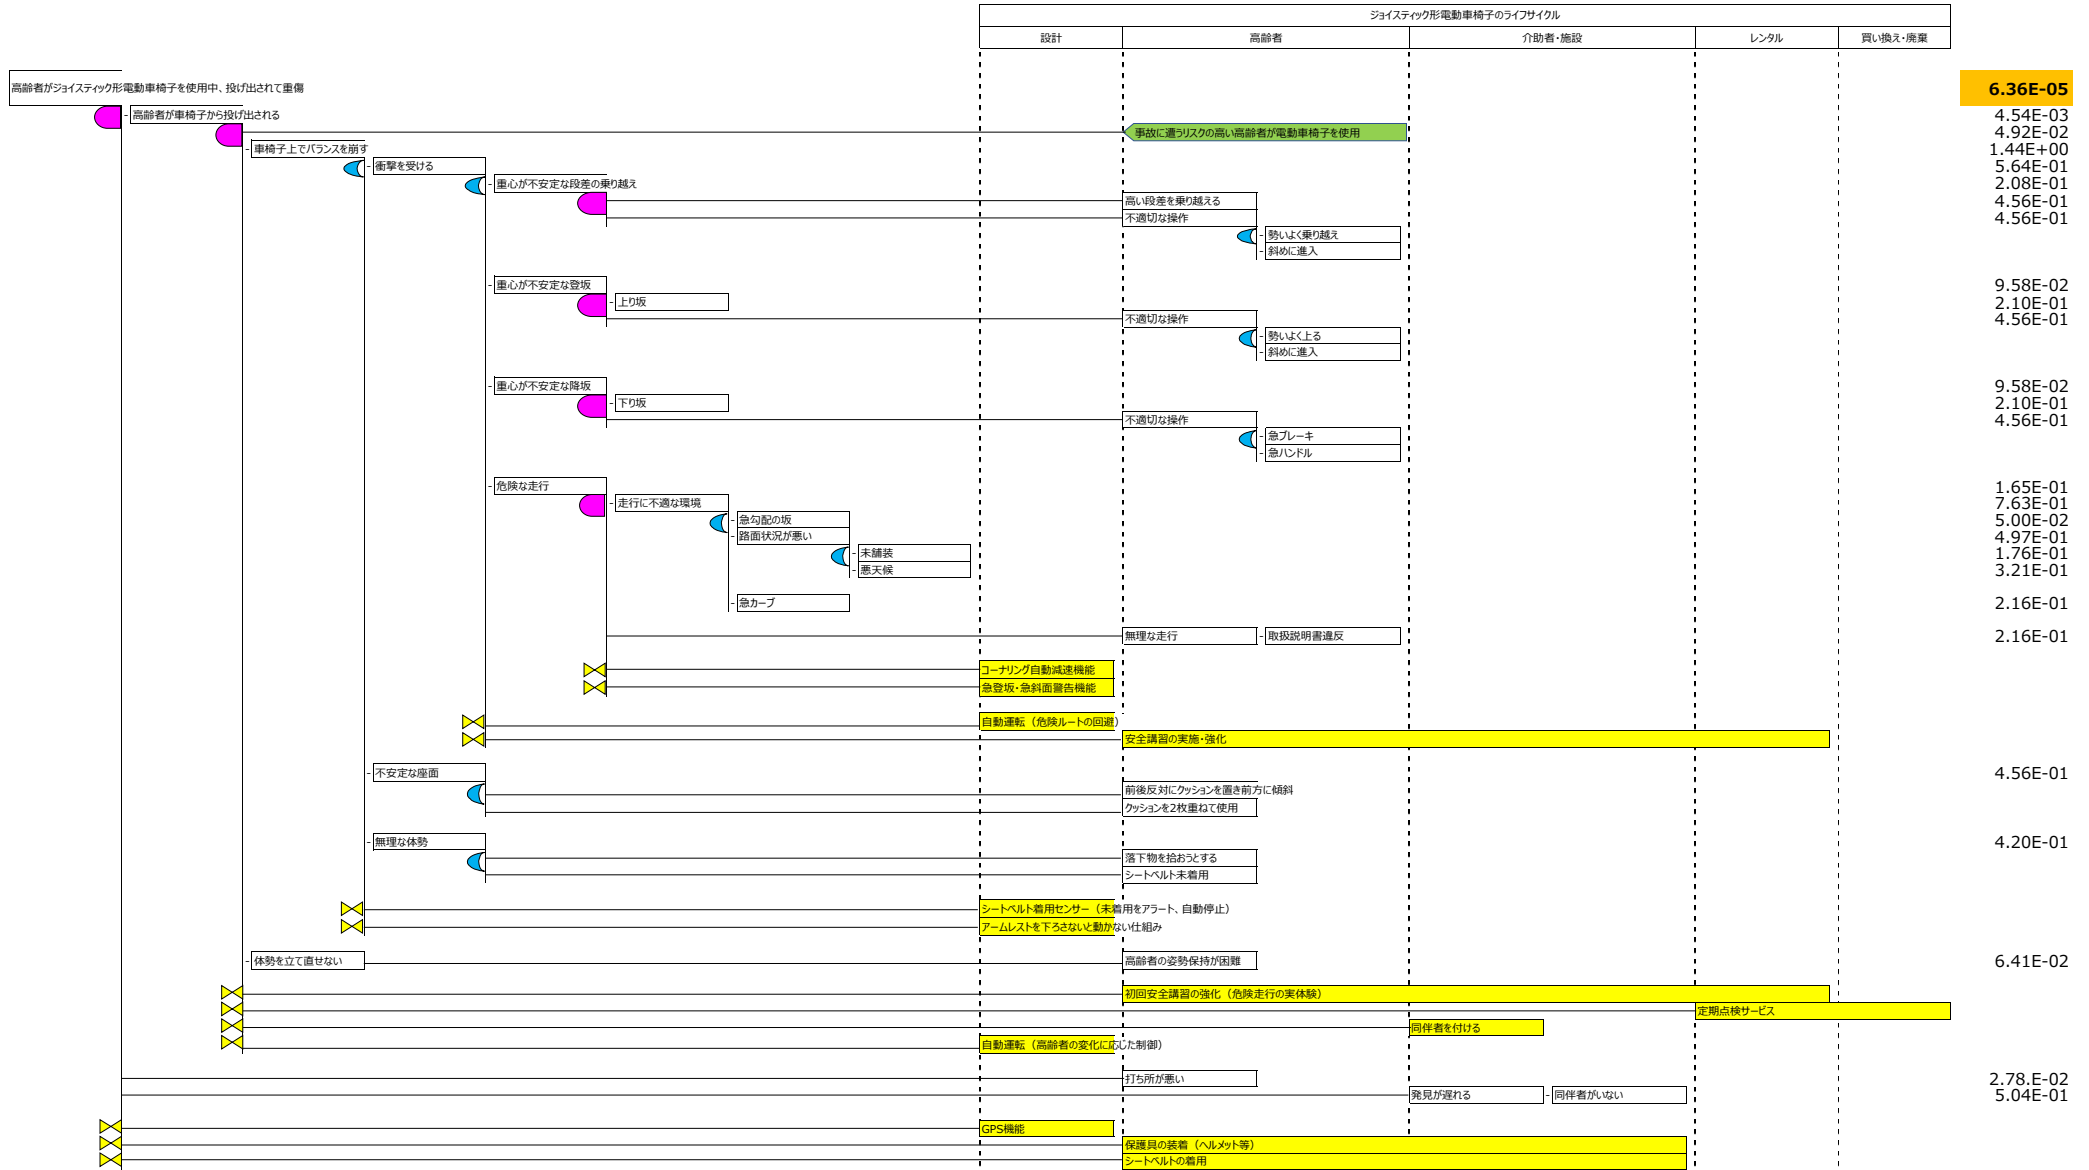 ジョイスティック形電動車椅子のライフサイクル
設計 高齢者 介助者・施設 レンタル 買い換え・廃棄
高齢者がジョイスティック形電動車椅子を使用中、投げ出されて重傷 6.36E-05
高齢者が車椅子から投げ出される 4.54E-03
事故に遭うリスクの高い高齢者が電動車椅子を使用 4.92E-02
車椅子上でバランスを崩す 1.44E+00
衝撃を受ける 5.64E-01
重心が不安定な段差の乗り越え 2.08E-01
高い段差を乗り越える 4.56E-01
不適切な操作 4.56E-01
勢いよく乗り越え
斜めに進入
重心が不安定な登坂 9.58E-02
上り坂 2.10E-01
不適切な操作 4.56E-01
勢いよく上る
斜めに進入
重心が不安定な降坂 9.58E-02
下り坂 2.10E-01
不適切な操作 4.56E-01
急ブレーキ
急ハンドル
危険な走行 1.65E-01
走行に不適な環境 7.63E-01
急勾配の坂 5.00E-02
路面状況が悪い 4.97E-01
未舗装 1.76E-01
悪天候 3.21E-01
急カーブ 2.16E-01
無理な走行 - 取扱説明書違反 2.16E-01
コーナリング自動減速機能
急登坂・急斜面警告機能
自動運転（危険ルートの回避）
安全講習の実施・強化
不安定な座面 4.56E-01
前後反対にクッションを置き前方に傾斜
クッションを2枚重ねて使用
無理な体勢 4.20E-01
落下物を拾おうとする
シートベルト未着用
シートベルト着用センサー（未着用をアラート、自動停止）
アームレストを下ろさないと動かない仕組み
体勢を立て直せない 高齢者の姿勢保持が困難 6.41E-02
初回安全講習の強化（危険走行の実体験）
定期点検サービス
同伴者を付ける
自動運転（高齢者の変化に応じた制御）
打ち所が悪い 2.78.E-02
発見が遅れる - 同伴者がいない 5.04E-01
GPS機能
保護具の装着（ヘルメット等）
シートベルトの着用